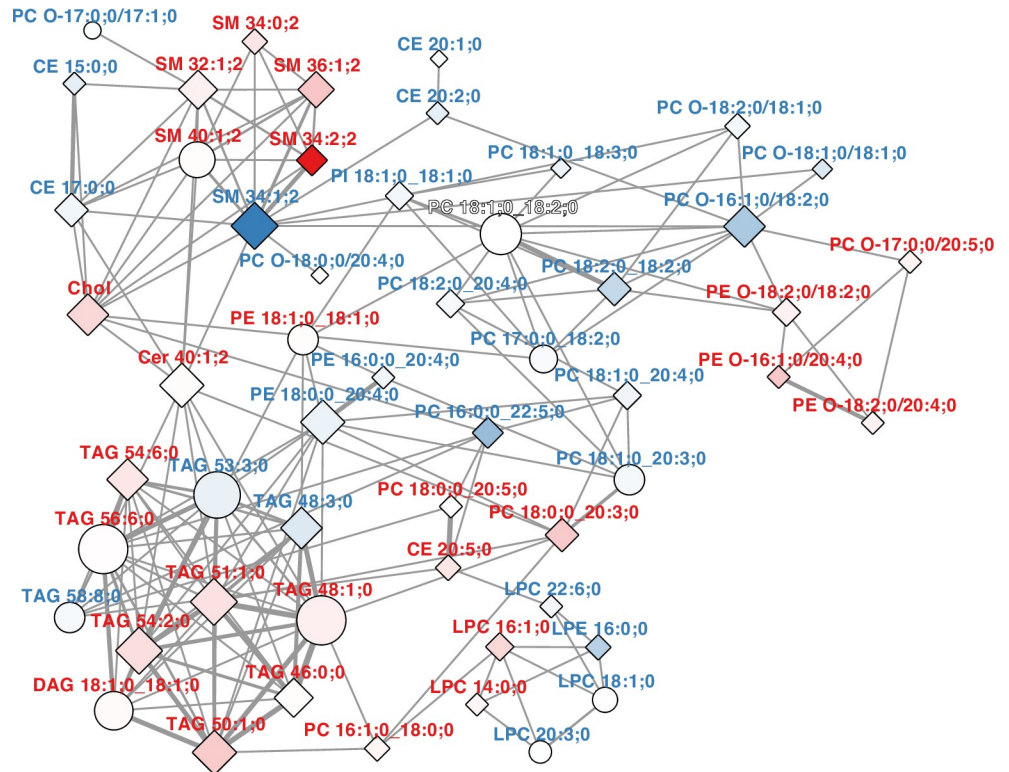 PC O-17;0;0/17:1;0
SM 34:0;2
CE 20:1;0
CE 15:0;0
SM 32:1;2
SM 36:1;2
CE 20:2;0
PC O-18:2;0/18:1;0
SM 40:1;2
SM 34:2;2
PC 18:1;0_18:3;0
PC O-18:1;0/18:1;0
PI 18:1;0_18:1;0
CE 17:0;0
SM 34:1;2
PC 18:1;0_18:2;0
PC O-16:1;0/18:2;0
PC O-17:0;0/20:5;0
PC O-18:0;0/20:4;0
PC 18:2;0_18:2;0
PC 18:2;0_20:4;0
Chol
PE O-18:2;0/18:2;0
PE 18:1;0_18:1;0
PC 17:0;0_18:2;0
Cer 40:1;2
PE 16:0;0_20:4;0
PE O-16:1;0/20:4;0
PC 18:1;0_20:4;0
PE 18:0;0_20:4;0
PC 16:0;0_22:5;0
PE O-18:2;0/20:4;0
TAG 54:6;0
TAG 53:3;0
PC 18:1;0_20:3;0
PC 18:0;0_20:5;0
TAG 48:3;0
PC 18:0;0_20:3;0
TAG 56:6;0
CE 20:5;0
TAG 51:1;0
TAG 48:1;0
LPC 22:6;0
TAG 58:8;0
TAG 54:2;0
LPC 16:1;0
LPE 16:0;0
TAG 46:0;0
LPC 18:1;0
DAG 18:1;0_18:1;0
LPC 14:0;0
TAG 50:1;0
PC 16:1;0_18:0;0
LPC 20:3;0